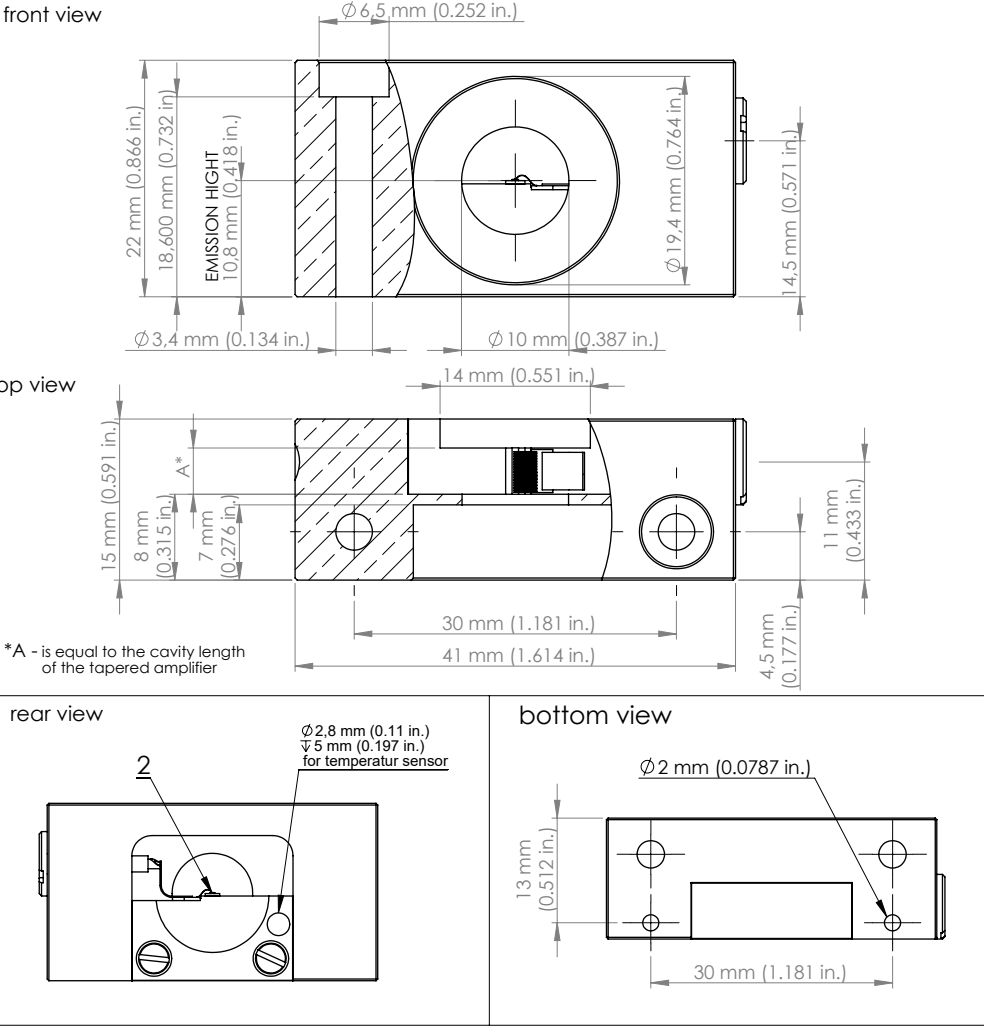 front view
Ø6,5 mm (0.252 in.)
22 mm (0.866 in.)
18,600 mm (0.732 in)
EMISSION HIGHT
10,8 mm (0.418 in.)
Ø19,4 mm (0.764 in.)
14,5 mm (0.571 in.)
Ø3,4 mm (0.134 in.)
Ø10 mm (0.387 in.)
op view
14 mm (0.551 in.)
15 mm (0.591 in.)
A*
8 mm
(0.315 in.)
7 mm
(0.276 in.)
11 mm
(0.433 in.)
30 mm (1.181 in.)
41 mm (1.614 in.)
4,5 mm
(0.177 in.)
*A - is equal to the cavity length
of the tapered amplifier
rear view
Ø2,8 mm (0.11 in.)
↧5 mm (0.197 in.)
for temperatur sensor
2
bottom view
Ø2 mm (0.0787 in.)
13 mm
(0.512 in.)
30 mm (1.181 in.)